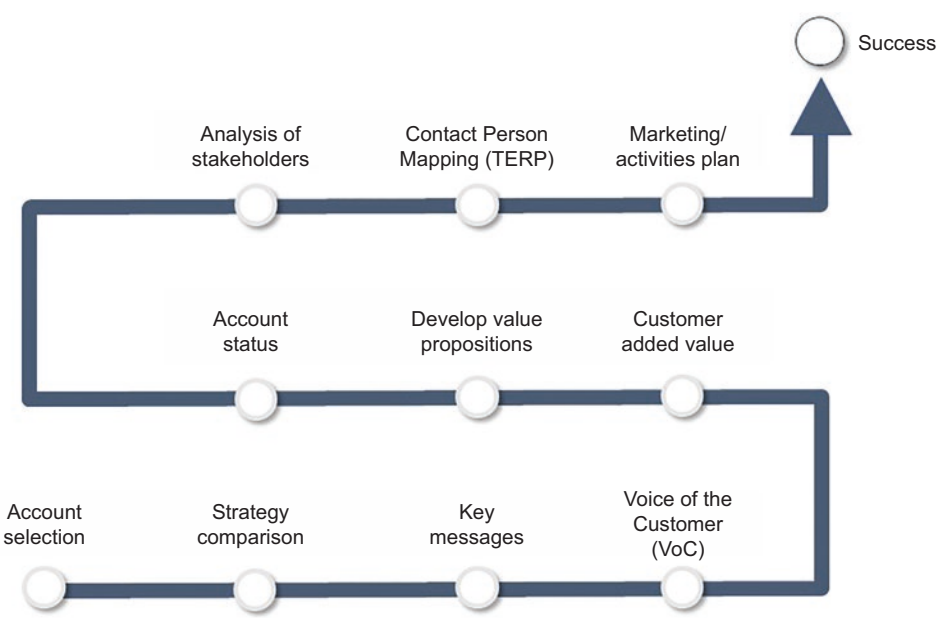 Success
Analysis of
stakeholders
Contact Person
Mapping (TERP)
Marketing/
activities plan
Account
status
Develop value
propositions
Customer
added value
Account
selection
Strategy
comparison
Key
messages
Voice of the
Customer
(VoC)